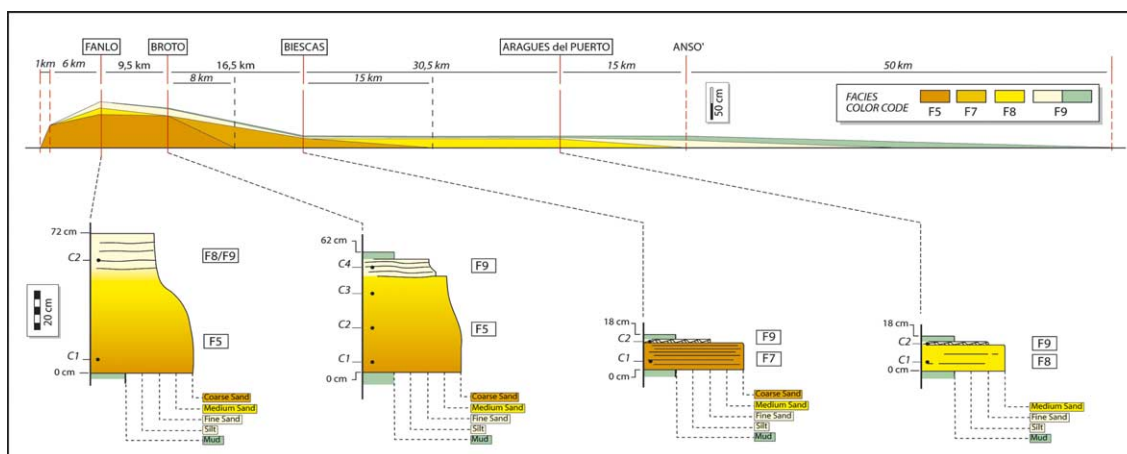 FANLO BROTO BIESCAS ARAGUES del PUERTO ANSO'
1km 6 km 9,5 km 16,5 km 30,5 km 15 km 50 km
8 km 15 km
50 cm
FACIES
COLOR CODE
F5 F7 F8 F9
72 cm
C2
F8/F9
F5
C1
0 cm
20 cm
Coarse Sand
Medium Sand
Fine Sand
Silt
Mud
62 cm
C4
F9
C3
C2
F5
C1
0 cm
Coarse Sand
Medium Sand
Fine Sand
Silt
Mud
18 cm
C2
F9
C1
F7
0 cm
Coarse Sand
Medium Sand
Fine Sand
Silt
Mud
18 cm
C2
F9
C1
F8
0 cm
Medium Sand
Fine Sand
Silt
Mud